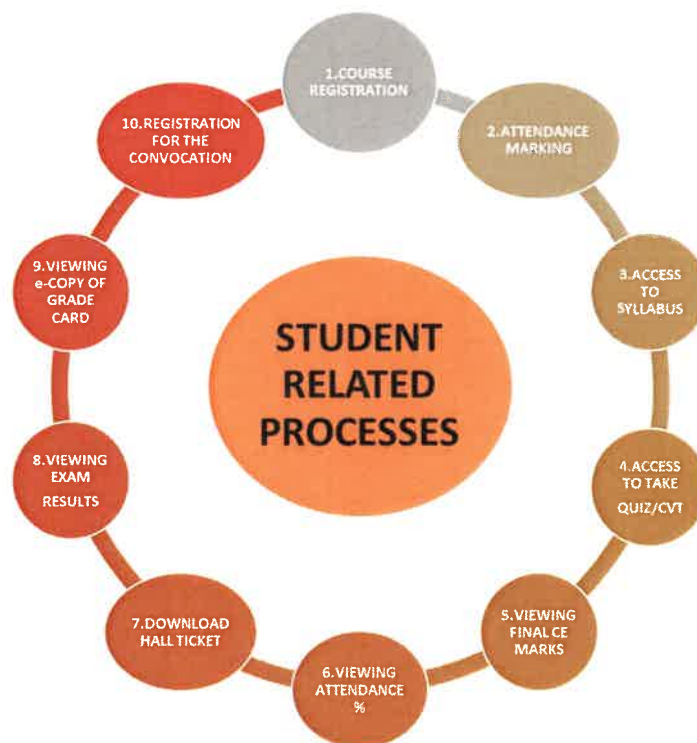 1.COURSE
REGISTRATION
2.ATTENDANCE
MARKING
3.ACCESS
TO
SYLLABUS
4.ACCESS
TO TAKE
QUIZ/CVT
5.VIEWING
FINAL CE
MARKS
6.VIEWING
ATTENDANCE
%
7.DOWNLOAD
HALL TICKET
8.VIEWING
EXAM
RESULTS
9.VIEWING
e-COPY OF
GRADE
CARD
10.REGISTRATION
FOR THE
CONVOCATION
STUDENT
RELATED
PROCESSES